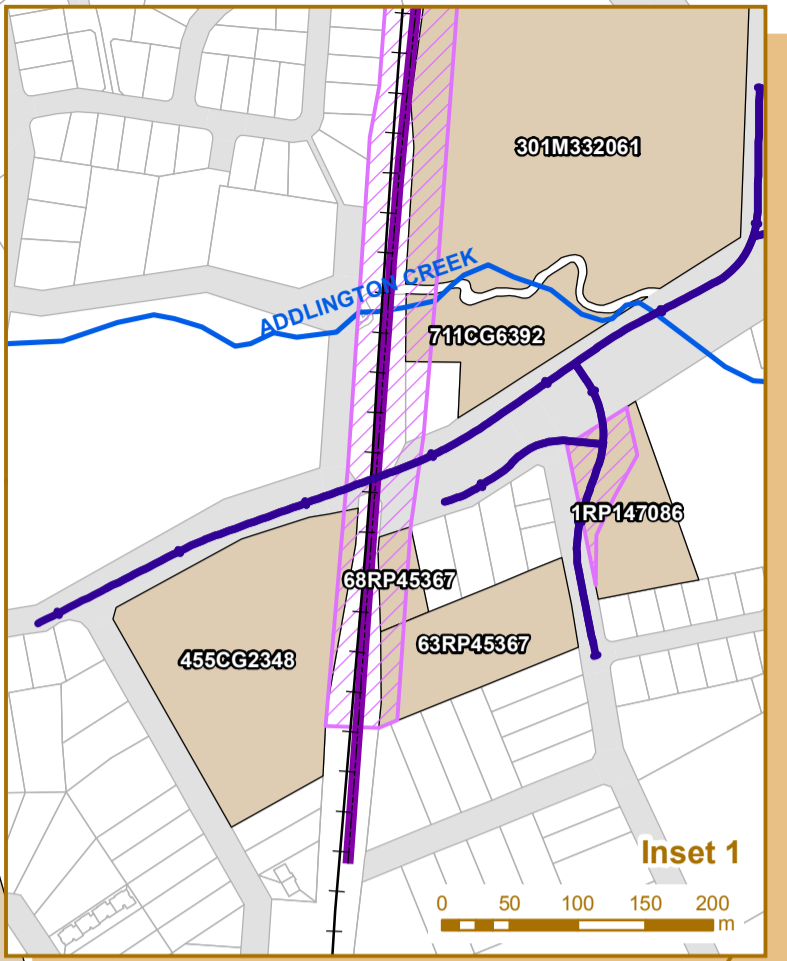 301M332061
ADDLINGTON CREEK
711CG6392
1RP147086
68RP45367
63RP45367
455CG2348
Inset 1
0 50 100 150 200
m